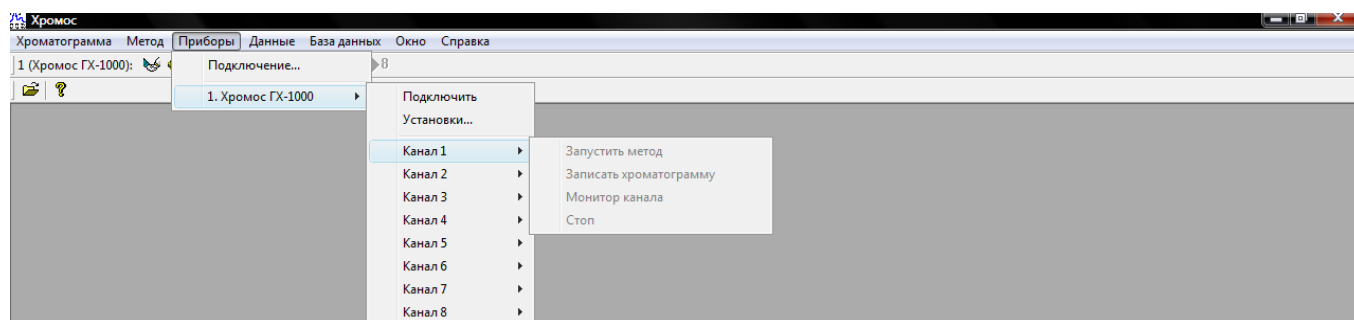 Хромос
Хроматограмма Метод Приборы Данные База данных Окно Справка
1 (Хромос ГХ-1000): 8
Подключение...
1. Хромос ГХ-1000
Подключить
Установки...
Канал 1
Канал 2
Канал 3
Канал 4
Канал 5
Канал 6
Канал 7
Канал 8
Запустить метод
Записать хроматограмму
Монитор канала
Стоп